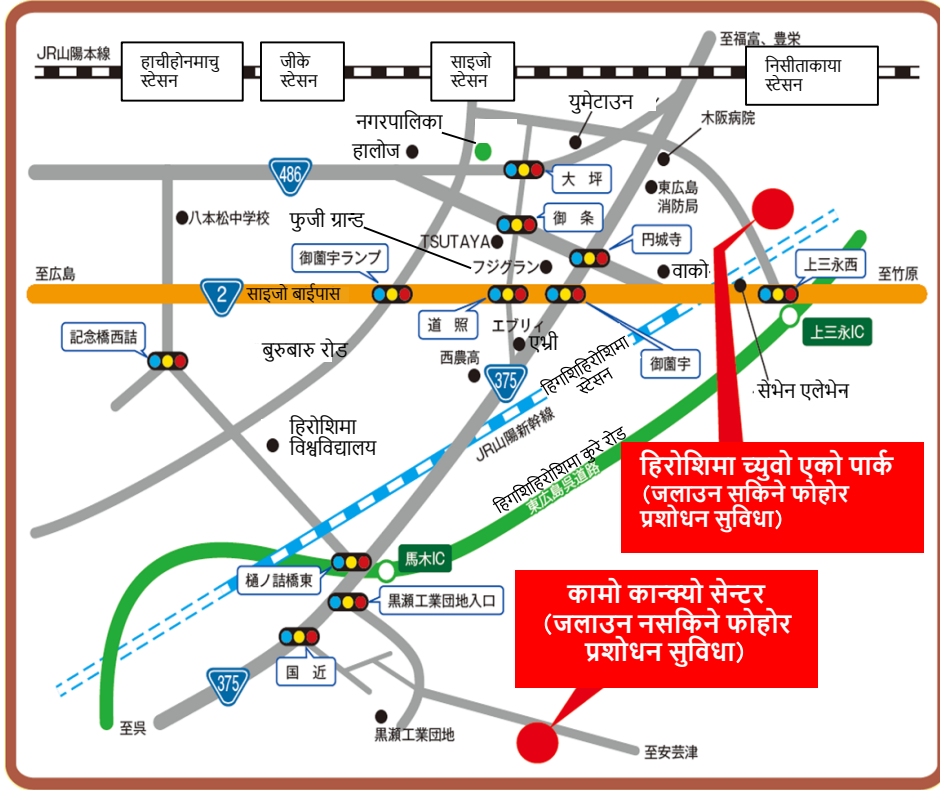 至福富、豊栄
JR山陽本線
हाचीहोनमाचु
स्टेसन
जीके
स्टेसन
साइजो
स्टेसन
निसीताकाया
स्टेसन
युमेटाउन
नगरपालिका
木阪病院
हालोज
486
大 坪
東広島
消防局
八本松中学校
फुजी ग्रान्ड
御 条
TSUTAYA
円城寺
御薗宇ランプ
フジグラン
वाको
上三永西
至広島
至竹原
2
साइजो बाईपास
道 照
エブリィ
एभ्री
記念橋西詰
बुरुबारु रोड
西農高
御薗宇
上三永IC
375
हिगशिहिरोशिमा
स्टेसन
सेभेन एलेभेन
हिरोशिमा
विश्वविद्यालय
JR山陽新幹線
हिगशिहिरोशिमा कुरे रोड
東広島呉道路
हिरोशिमा च्युवो एको पार्क
(जलाउन सकिने फोहोर
प्रशोधन सुविधा)
馬木IC
樋ノ詰橋東
黒瀬工業団地入口
कामो कान्क्यो सेन्टर
(जलाउन नसकिने फोहोर
प्रशोधन सुविधा)
国 近
375
至呉
黒瀬工業団地
至安芸津